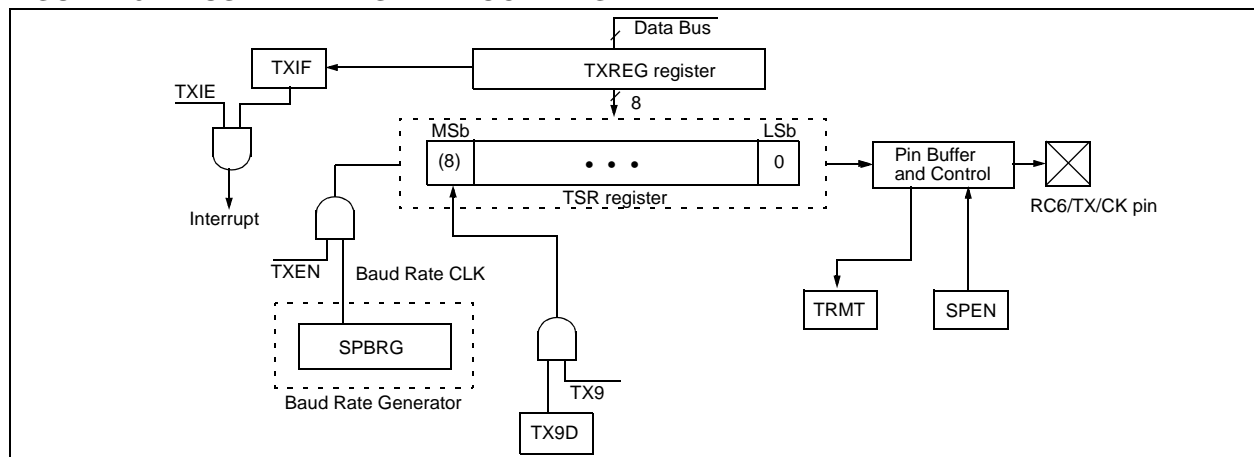 Data Bus
TXIF
TXREG register
TXIE
8
MSb
LSb
(8)
• • •
0
Pin Buffer
and Control
TSR register
Interrupt
RC6/TX/CK pin
TXEN
Baud Rate CLK
TRMT
SPEN
SPBRG
TX9
Baud Rate Generator
TX9D